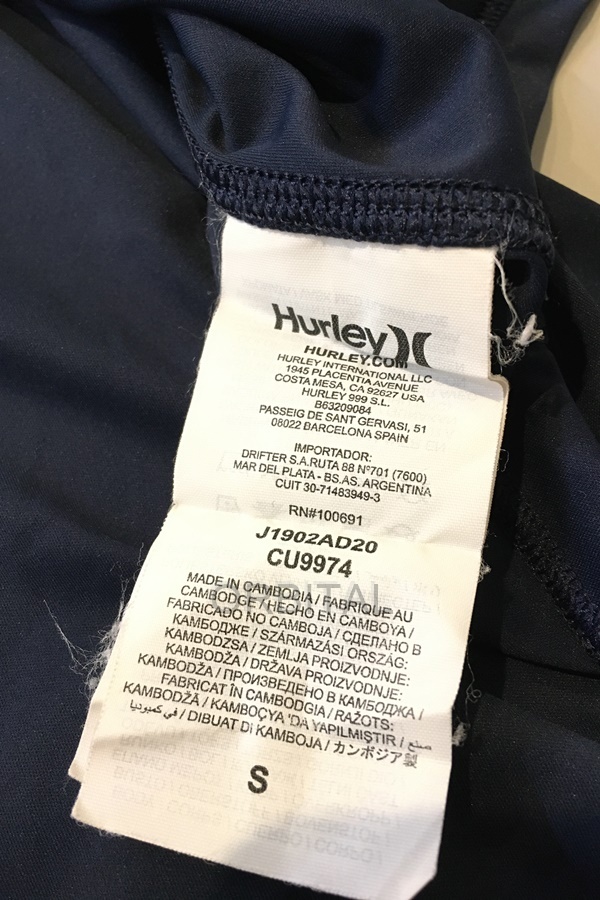 Hurley
HURLEY.COM
HURLEY INTERNATIONAL LLC
1945 PLACENTIA AVENUE
COSTA MESA, CA 92627 USA
HURLEY 999 S.L.
B63209084
PASSEIG DE SANT GERVASI, 51
08022 BARCELONA SPAIN
IMPORTADOR:
DRIFTER S.A.RUTA 88 N°701 (7600)
MAR DEL PLATA - BS.AS. ARGENTINA
CUIT 30-71483949-3
RN#100691
J1902AD20
CU9974
MADE IN CAMBODIA / FABRIQUE AU
CAMBODGE / HECHO EN CAMBOYA /
FABRICADO NO CAMBOJA / СДЕЛАНО В
КАМБОДЖЕ / SZÁRMAZÁSI ORSZÁG:
KAMBODZSA / ZEMLJA PROIZVODNJE:
KAMBODŽA / DRŽAVA PROIZVODNJE:
KAMBODŽA / ПРОИЗВЕДЕНО В КАМБОДЖА /
FABRICAT ÎN CAMBODGIA / RAŽOTS:
KAMBODŽĀ / KAMBOÇYA 'DA YAPILMIŞTIR / صنع
في كمبوديا / DIBUAT DI KAMBOJA / カンボジア製
S